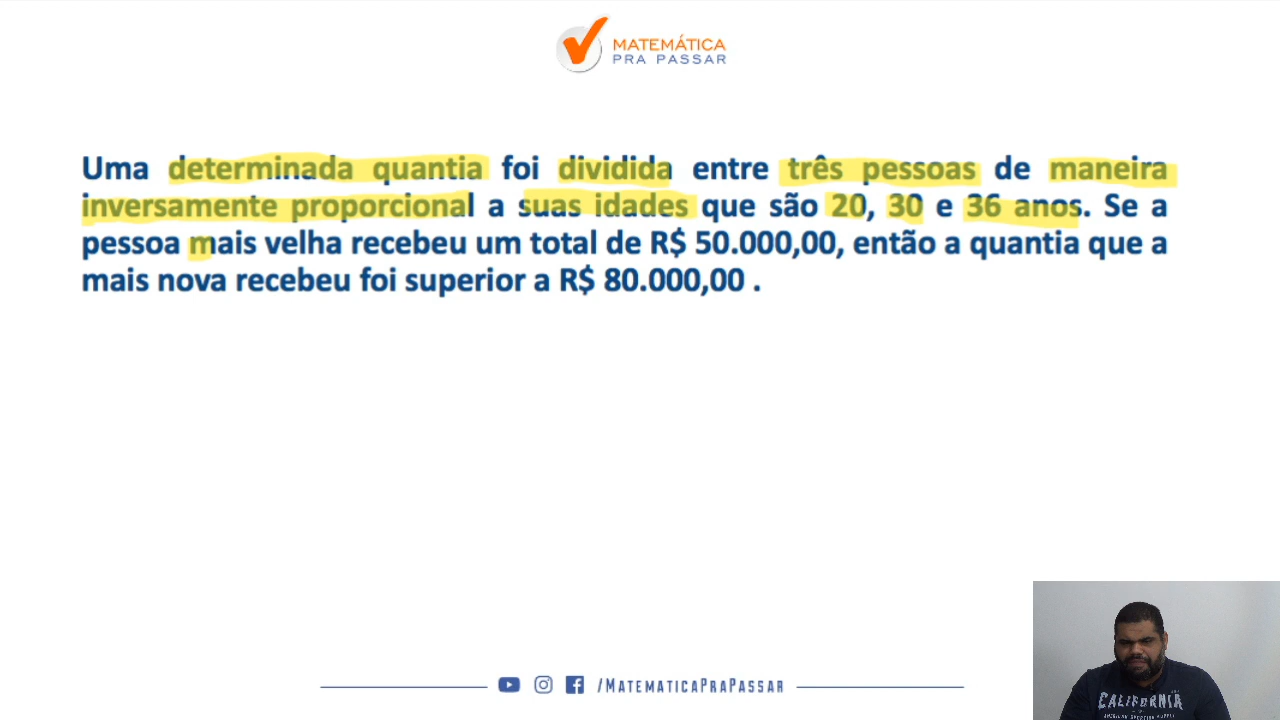 MATEMÁTICA
PRA PASSAR
Uma determinada quantia foi dividida entre três pessoas de maneira
inversamente proporcional a suas idades que são 20, 30 e 36 anos. Se a
pessoa mais velha recebeu um total de R$ 50.000,00, então a quantia que a
mais nova recebeu foi superior a R$ 80.000,00 .
/MATEMATICAPRAPASSAR
CALIFORNIA